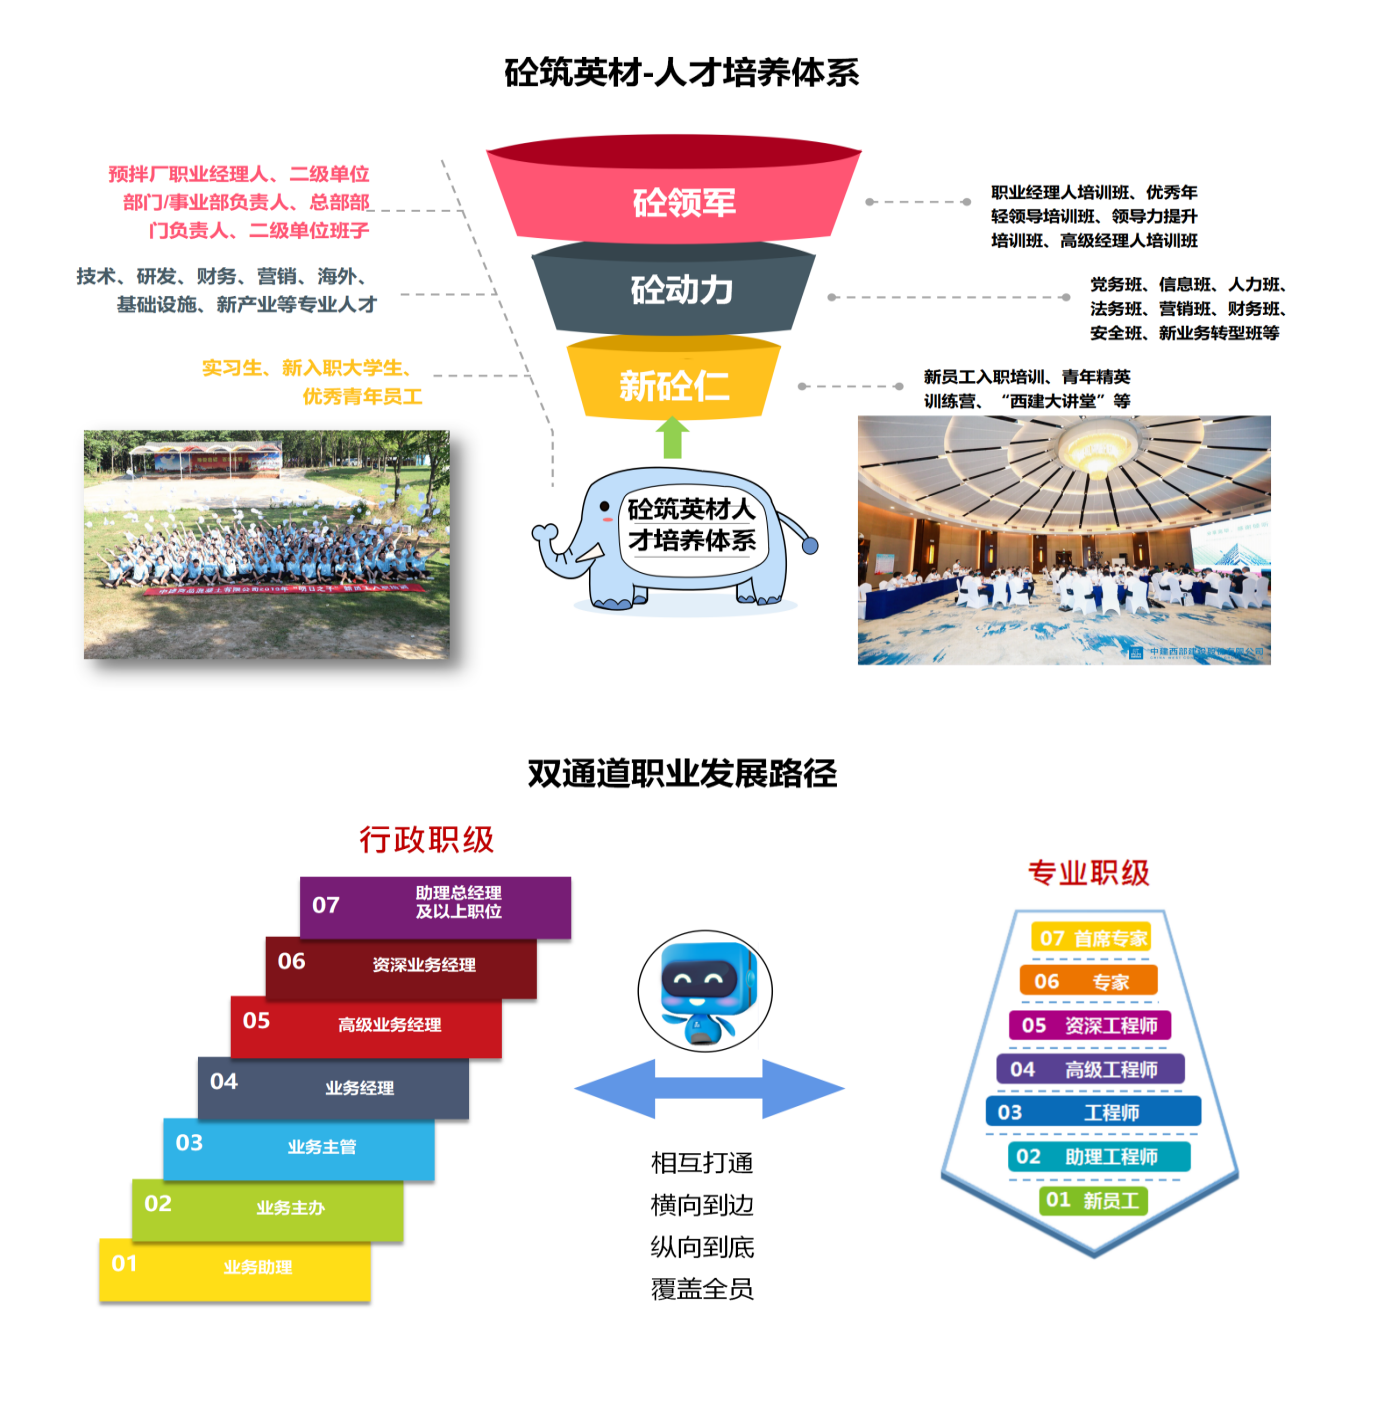 砼筑英材-人才培养体系
预拌厂职业经理人、二级单位
部门/事业部负责人、总部部
门负责人、二级单位班子
砼领军
职业经理人培训班、优秀年
轻领导培训班、领导力提升
培训班、高级经理人培训班
技术、研发、财务、营销、海外、
基础设施、新产业等专业人才
砼动力
党务班、信息班、人力班、
法务班、营销班、财务班、
安全班、新业务转型班等
实习生、新入职大学生、
优秀青年员工
新砼仁
新员工入职培训、青年精英
训练营、“西建大讲堂”等
砼筑英材人
才培养体系
双通道职业发展路径
行政职级
07 助理总经理
及以上职位
06 资深业务经理
05 高级业务经理
04 业务经理
03 业务主管
02 业务主办
01 业务助理
相互打通
横向到边
纵向到底
覆盖全员
专业职级
07 首席专家
06 专家
05 资深工程师
04 高级工程师
03 工程师
02 助理工程师
01 新员工